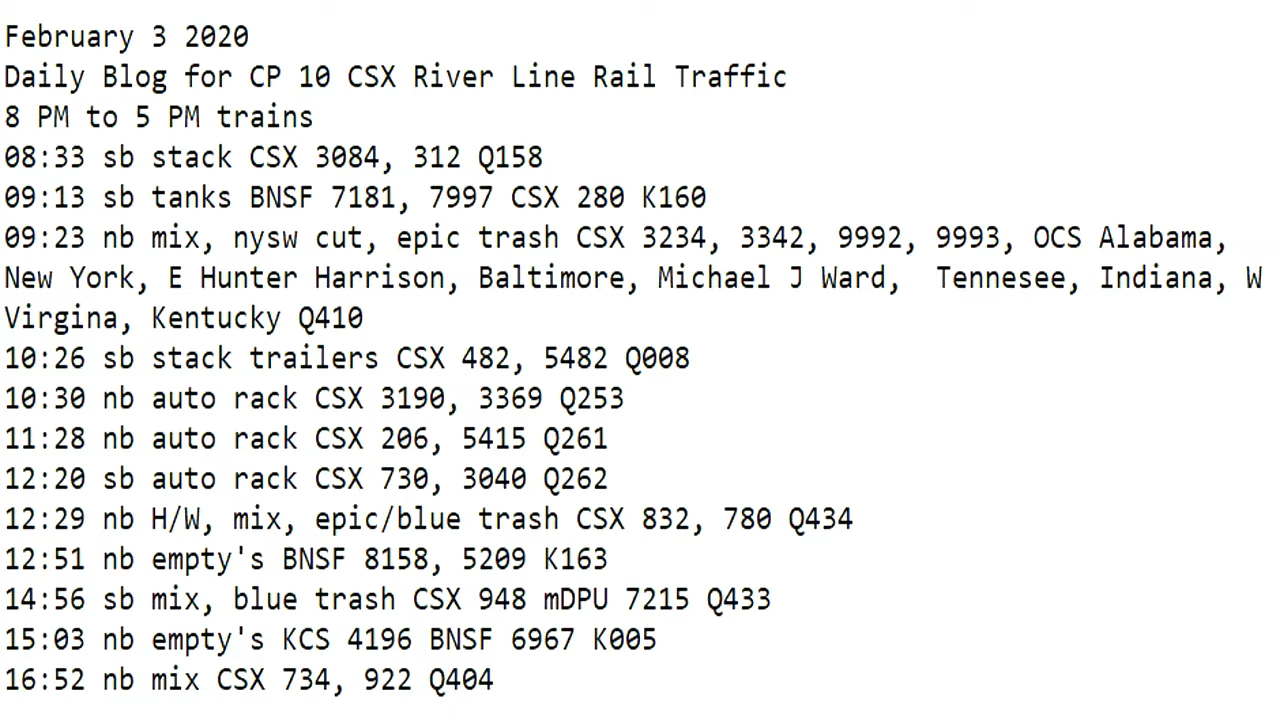 February 3 2020
Daily Blog for CP 10 CSX River Line Rail Traffic
8 PM to 5 PM trains
08:33 sb stack CSX 3084, 312 Q158
09:13 sb tanks BNSF 7181, 7997 CSX 280 K160
09:23 nb mix, nysw cut, epic trash CSX 3234, 3342, 9992, 9993, OCS Alabama,
New York, E Hunter Harrison, Baltimore, Michael J Ward,  Tennesee, Indiana, W
Virgina, Kentucky Q410
10:26 sb stack trailers CSX 482, 5482 Q008
10:30 nb auto rack CSX 3190, 3369 Q253
11:28 nb auto rack CSX 206, 5415 Q261
12:20 sb auto rack CSX 730, 3040 Q262
12:29 nb H/W, mix, epic/blue trash CSX 832, 780 Q434
12:51 nb empty's BNSF 8158, 5209 K163
14:56 sb mix, blue trash CSX 948 mDPU 7215 Q433
15:03 nb empty's KCS 4196 BNSF 6967 K005
16:52 nb mix CSX 734, 922 Q404